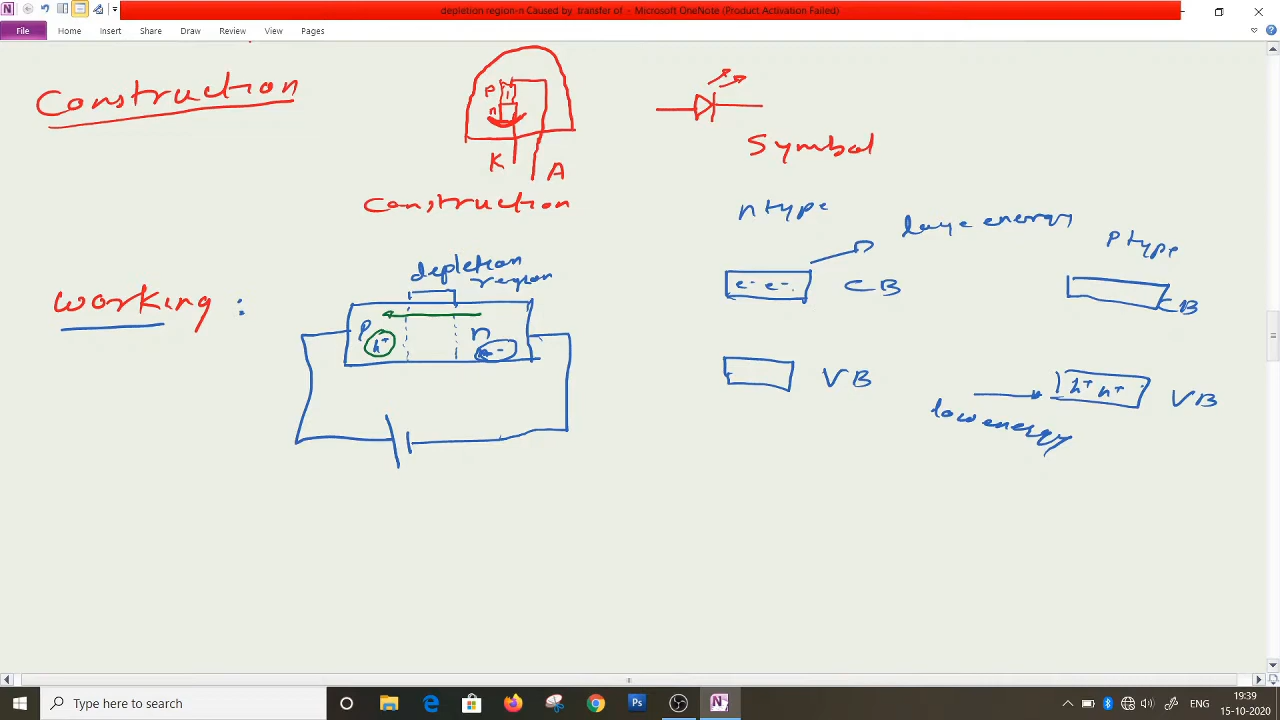 depletion region-n Caused by transfer of - Microsoft OneNote (Product Activation Failed)
File Home Insert Share Draw Review View Pages
Construction
P
n
K A
Construction
Symbol
n type
large energy
P type
e- e-
CB
CB
depletion
region
Working :
P
n
h+
VB
h+ h+
VB
low energy
Type here to search
Ps
N
ENG
19:39
15-10-2020